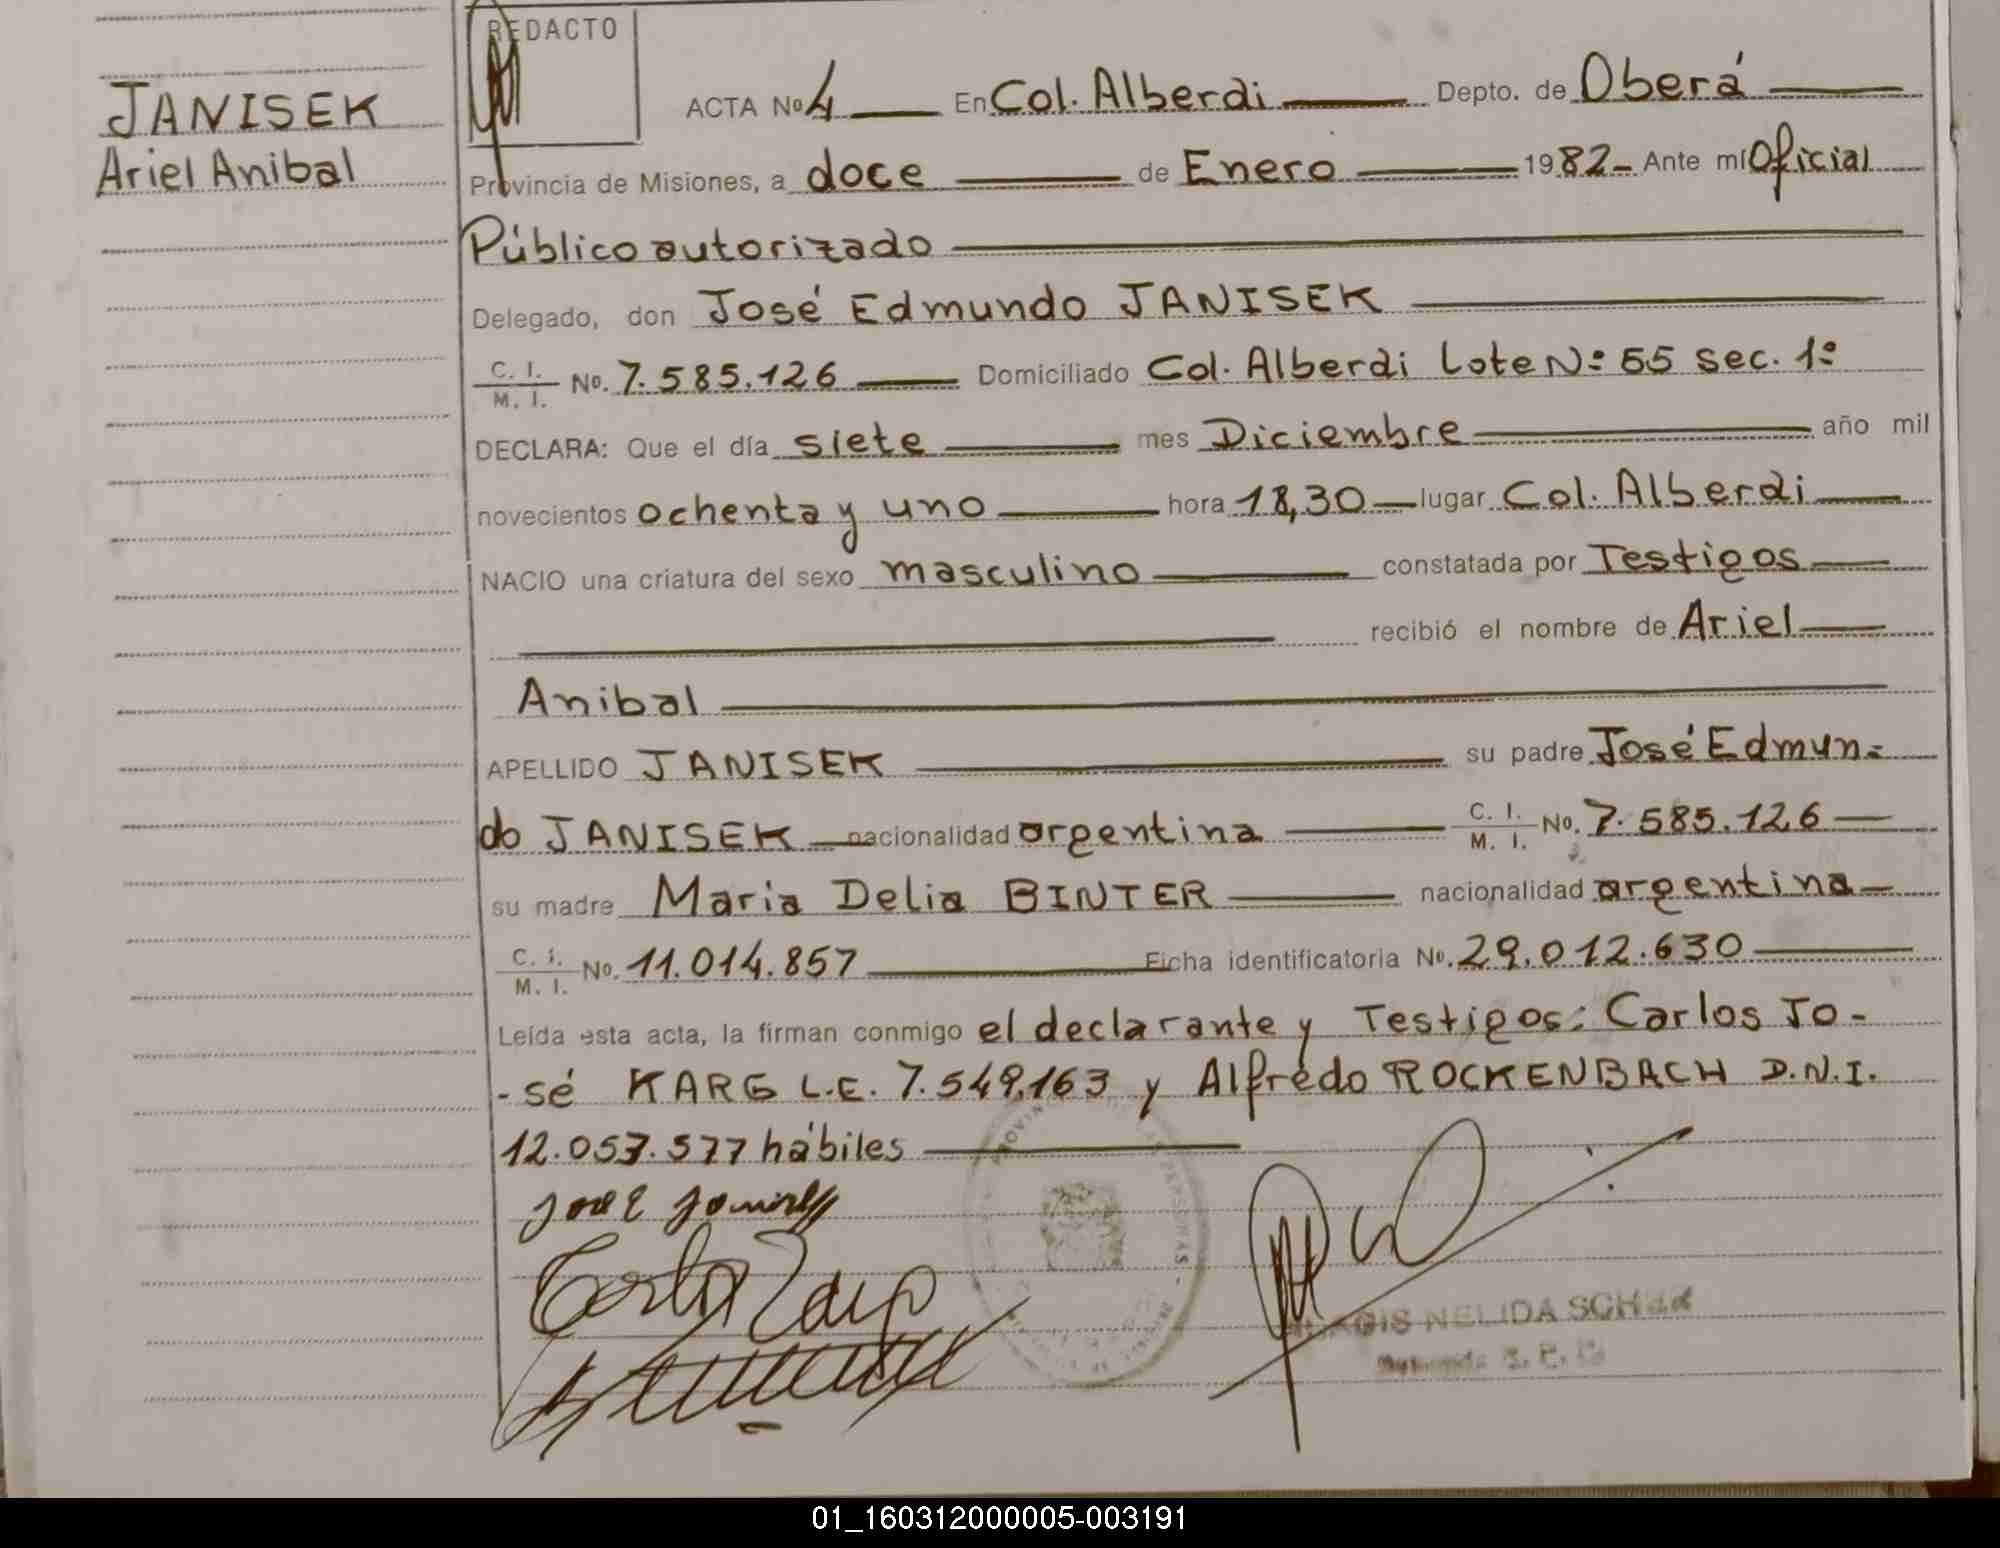 JANISEK
Ariel Anibal
REDACTO
ACTA Nº 4 En Col. Alberdi Depto. de Oberá
Provincia de Misiones, a doce de Enero 1982- Ante mí Oficial
Público autorizado
Delegado, don José Edmundo JANISEK
C. I. / M. I. No. 7.585.126 Domiciliado Col. Alberdi Lote Nº 55 sec. 1º
DECLARA: Que el día siete mes Diciembre año mil
novecientos ochenta y uno hora 18,30 lugar Col. Alberdi
NACIO una criatura del sexo masculino constatada por Testigos
recibió el nombre de Ariel
Anibal
APELLIDO JANISEK su padre José Edmun-
do JANISEK nacionalidad argentina C. I. / M. I. No. 7.585.126
su madre Maria Delia BINTER nacionalidad argentina
C. I. / M. I. No. 11.014.857 Ficha identificatoria No. 29.012.630
Leída esta acta, la firman conmigo el declarante y Testigos: Carlos Jo-
-sé KARG L.E. 7.549.163 y Alfredo ROCKENBACH D.N.I.
12.057.577 hábiles
NELIDA
01_160312000005-003191